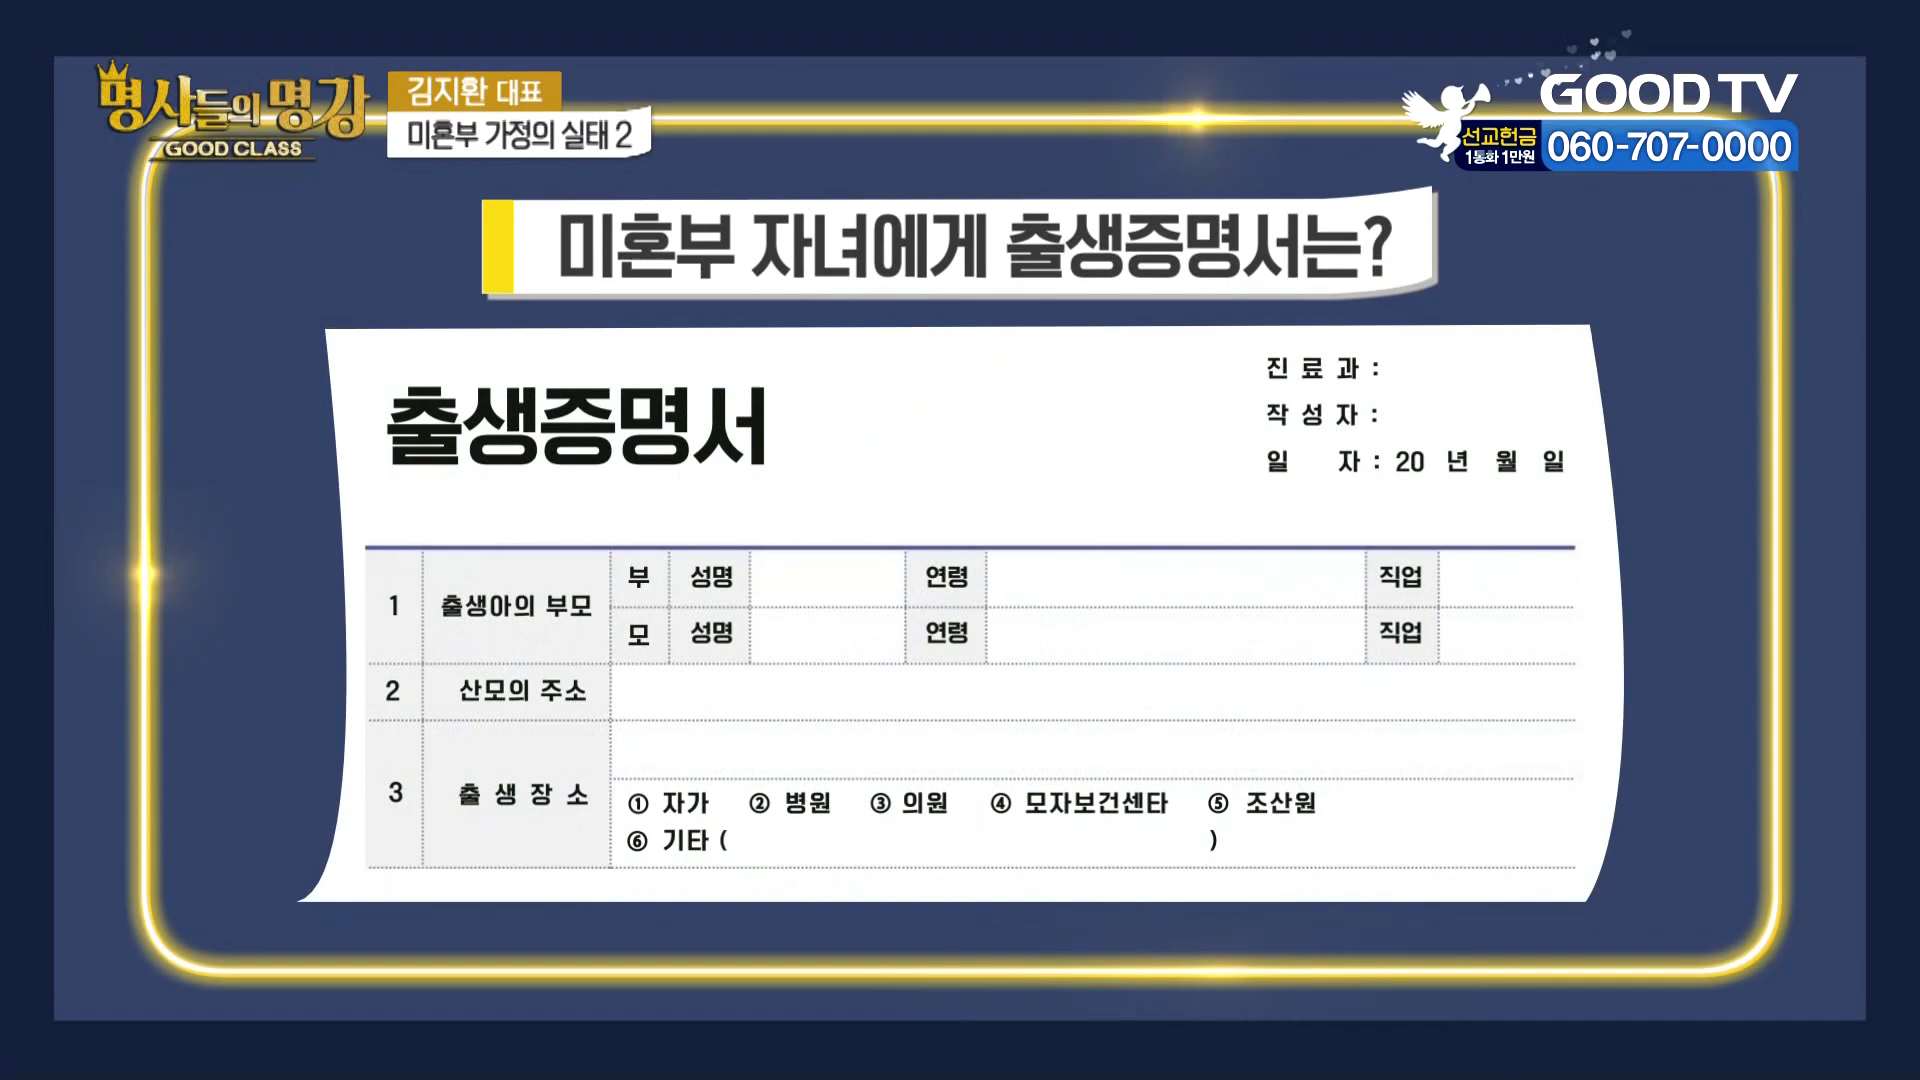 명사들의 명강
GOOD CLASS
김지환 대표
미혼부 가정의 실태 2
GOOD TV
선교헌금
1통화 1만원
060-707-0000
미혼부 자녀에게 출생증명서는?
출생증명서
진 료 과 :
작 성 자 :
일 자 : 20 년 월 일
1 출생아의 부모 부 성명 연령 직업
모 성명 연령 직업
2 산모의 주소
3 출 생 장 소
① 자가 ② 병원 ③ 의원 ④ 모자보건센타 ⑤ 조산원
⑥ 기타 ( )